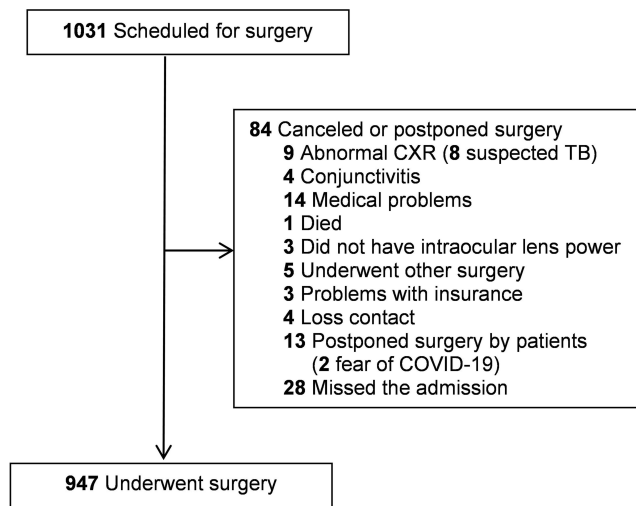 1031 Scheduled for surgery
84 Canceled or postponed surgery
9 Abnormal CXR (8 suspected TB)
4 Conjunctivitis
14 Medical problems
1 Died
3 Did not have intraocular lens power
5 Underwent other surgery
3 Problems with insurance
4 Loss contact
13 Postponed surgery by patients
(2 fear of COVID-19)
28 Missed the admission
947 Underwent surgery